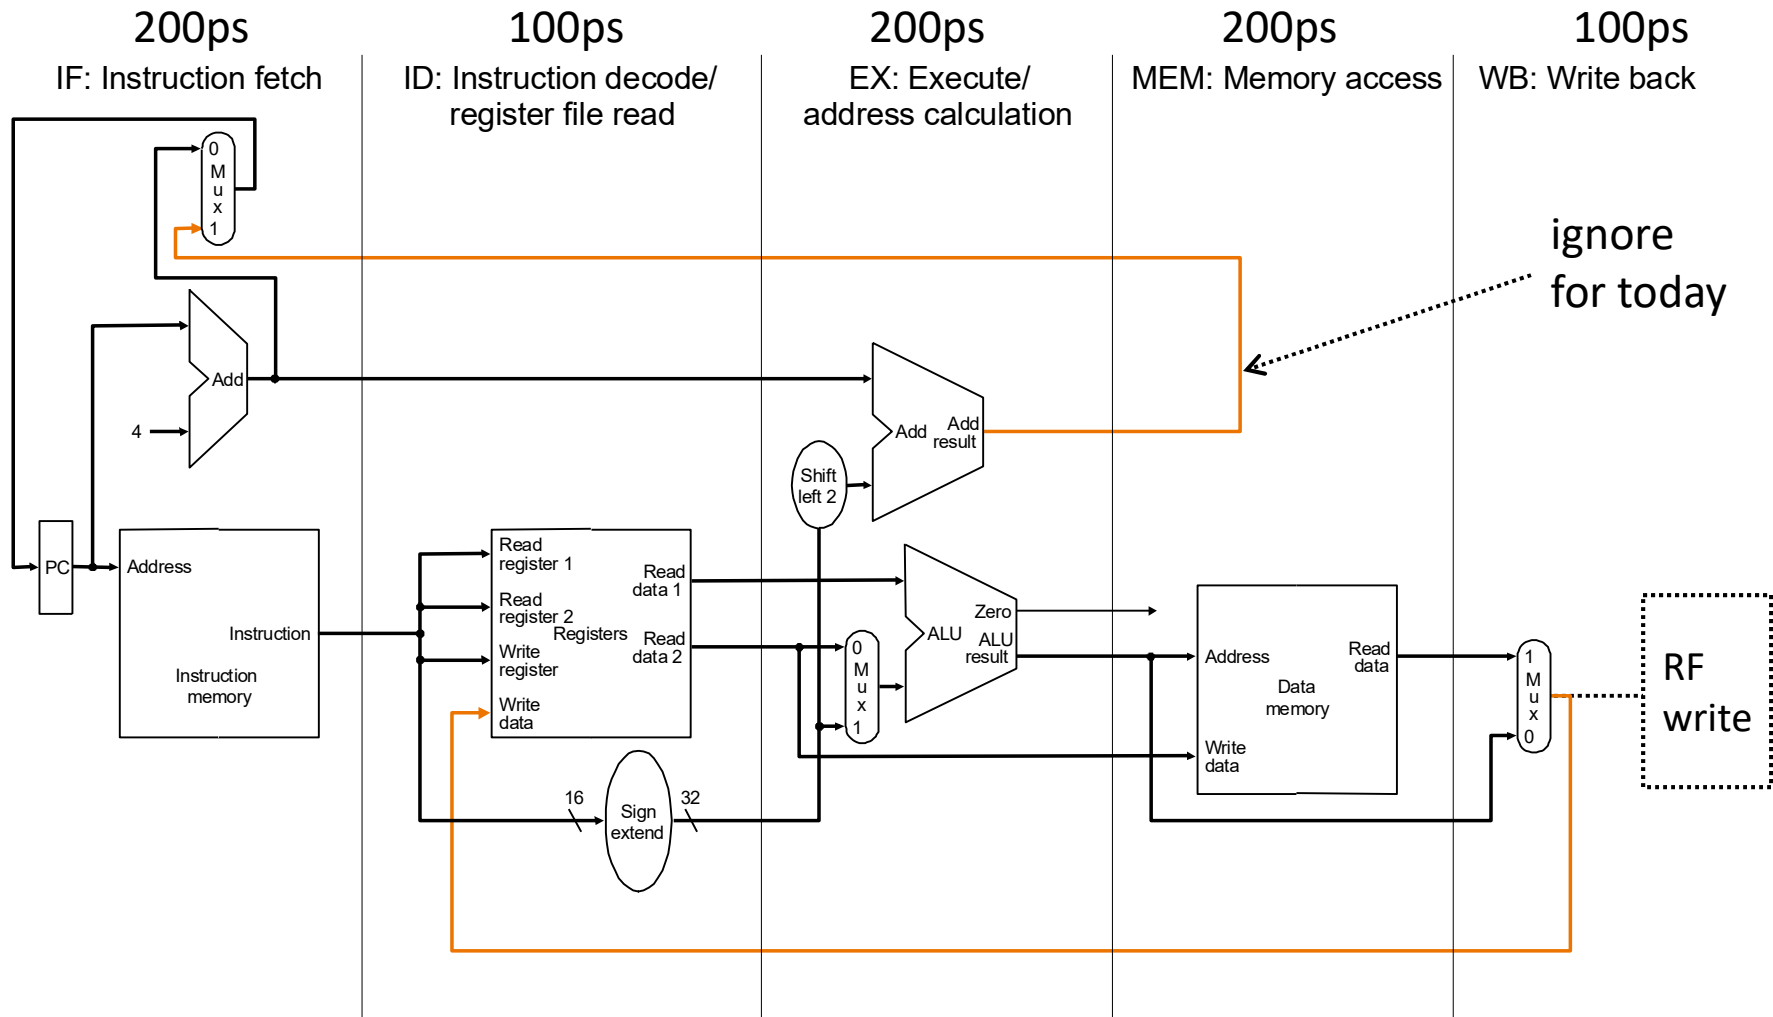 200ps
100ps
200ps
200ps
100ps
IF: Instruction fetch
ID: Instruction decode/
register file read
EX: Execute/
address calculation
MEM: Memory access
WB: Write back
0
M
u
x
1
ignore
for today
Add
4
Add
Add
result
Shift
left 2
PC
Address
Instruction
Instruction
memory
Read
register 1
Read
register 2
Write
register
Write
data
Registers
Read
data 1
Read
data 2
16
Sign
extend
32
0
M
u
x
1
Zero
ALU
ALU
result
Address
Write
data
Data
memory
Read
data
1
M
u
x
0
RF
write